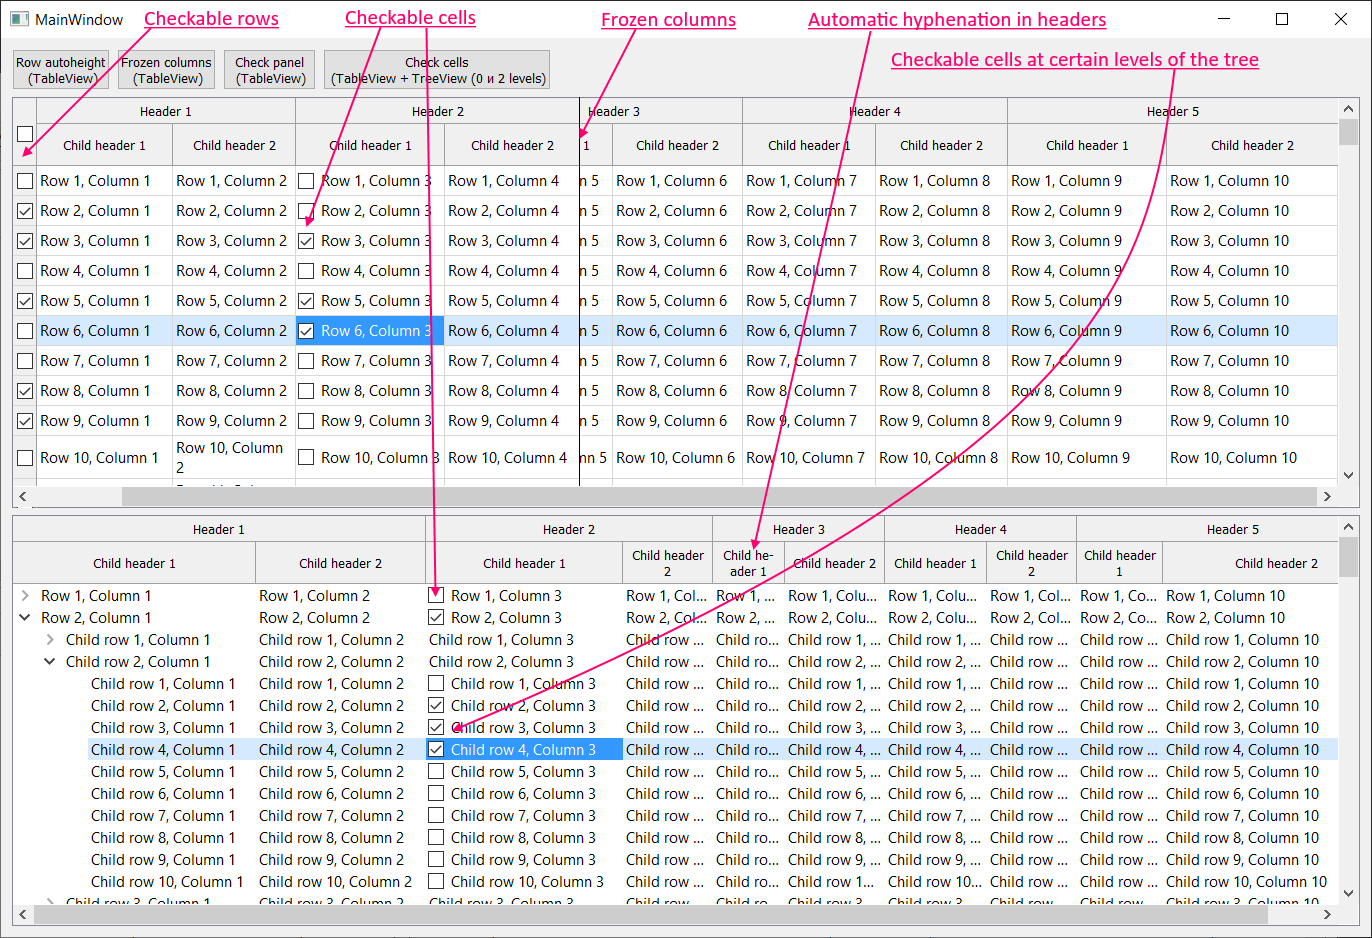 MainWindow
Checkable rows
Checkable cells
Frozen columns
Automatic hyphenation in headers
Checkable cells at certain levels of the tree
Row autoheight
(TableView)
Frozen columns
(TableView)
Check panel
(TableView)
Check cells
(TableView + TreeView (0 и 2 levels)
Header 1 Header 2 Header 3 Header 4 Header 5
Child header 1 Child header 2 Child header 1 Child header 2 1 Child header 2 Child header 1 Child header 2 Child header 1 Child header 2
Row 1, Column 1 Row 1, Column 2 Row 1, Column 3 Row 1, Column 4 n 5 Row 1, Column 6 Row 1, Column 7 Row 1, Column 8 Row 1, Column 9 Row 1, Column 10
Row 2, Column 1 Row 2, Column 2 Row 2, Column 3 Row 2, Column 4 n 5 Row 2, Column 6 Row 2, Column 7 Row 2, Column 8 Row 2, Column 9 Row 2, Column 10
Row 3, Column 1 Row 3, Column 2 Row 3, Column 3 Row 3, Column 4 n 5 Row 3, Column 6 Row 3, Column 7 Row 3, Column 8 Row 3, Column 9 Row 3, Column 10
Row 4, Column 1 Row 4, Column 2 Row 4, Column 3 Row 4, Column 4 n 5 Row 4, Column 6 Row 4, Column 7 Row 4, Column 8 Row 4, Column 9 Row 4, Column 10
Row 5, Column 1 Row 5, Column 2 Row 5, Column 3 Row 5, Column 4 n 5 Row 5, Column 6 Row 5, Column 7 Row 5, Column 8 Row 5, Column 9 Row 5, Column 10
Row 6, Column 1 Row 6, Column 2 Row 6, Column 3 Row 6, Column 4 n 5 Row 6, Column 6 Row 6, Column 7 Row 6, Column 8 Row 6, Column 9 Row 6, Column 10
Row 7, Column 1 Row 7, Column 2 Row 7, Column 3 Row 7, Column 4 n 5 Row 7, Column 6 Row 7, Column 7 Row 7, Column 8 Row 7, Column 9 Row 7, Column 10
Row 8, Column 1 Row 8, Column 2 Row 8, Column 3 Row 8, Column 4 n 5 Row 8, Column 6 Row 8, Column 7 Row 8, Column 8 Row 8, Column 9 Row 8, Column 10
Row 9, Column 1 Row 9, Column 2 Row 9, Column 3 Row 9, Column 4 n 5 Row 9, Column 6 Row 9, Column 7 Row 9, Column 8 Row 9, Column 9 Row 9, Column 10
Row 10, Column 1 Row 10, Column 2 Row 10, Column 3 Row 10, Column 4 n 5 Row 10, Column 6 Row 10, Column 7 Row 10, Column 8 Row 10, Column 9 Row 10, Column 10
Header 1 Header 2 Header 3 Header 4 Header 5
Child header 1 Child header 2 Child header 1 Child header 2 Child he-ader 1 Child header 2 Child header 1 Child header 2 Child header 1 Child header 2
Row 1, Column 1 Row 1, Column 2 Row 1, Column 3 Row 1, Col... Row 1, ... Row 1, Colu... Row 1, Colu... Row 1, Col... Row 1, Co... Row 1, Column 10
Row 2, Column 1 Row 2, Column 2 Row 2, Column 3 Row 2, Col... Row 2, ... Row 2, Colu... Row 2, Colu... Row 2, Col... Row 2, Co... Row 2, Column 10
Child row 1, Column 1 Child row 1, Column 2 Child row 1, Column 3 Child row ... Child ro... Child row 1, ... Child row 1, ... Child row ... Child row ... Child row 1, Column 10
Child row 2, Column 1 Child row 2, Column 2 Child row 2, Column 3 Child row ... Child ro... Child row 2, ... Child row 2, ... Child row ... Child row ... Child row 2, Column 10
Child row 1, Column 1 Child row 1, Column 2 Child row 1, Column 3 Child row ... Child ro... Child row 1, ... Child row 1, ... Child row ... Child row ... Child row 1, Column 10
Child row 2, Column 1 Child row 2, Column 2 Child row 2, Column 3 Child row ... Child ro... Child row 2, ... Child row 2, ... Child row ... Child row ... Child row 2, Column 10
Child row 3, Column 1 Child row 3, Column 2 Child row 3, Column 3 Child row ... Child ro... Child row 3, ... Child row 3, ... Child row ... Child row ... Child row 3, Column 10
Child row 4, Column 1 Child row 4, Column 2 Child row 4, Column 3 Child row ... Child ro... Child row 4, ... Child row 4, ... Child row ... Child row ... Child row 4, Column 10
Child row 5, Column 1 Child row 5, Column 2 Child row 5, Column 3 Child row ... Child ro... Child row 5, ... Child row 5, ... Child row ... Child row ... Child row 5, Column 10
Child row 6, Column 1 Child row 6, Column 2 Child row 6, Column 3 Child row ... Child ro... Child row 6, ... Child row 6, ... Child row ... Child row ... Child row 6, Column 10
Child row 7, Column 1 Child row 7, Column 2 Child row 7, Column 3 Child row ... Child ro... Child row 7, ... Child row 7, ... Child row ... Child row ... Child row 7, Column 10
Child row 8, Column 1 Child row 8, Column 2 Child row 8, Column 3 Child row ... Child ro... Child row 8, ... Child row 8, ... Child row ... Child row ... Child row 8, Column 10
Child row 9, Column 1 Child row 9, Column 2 Child row 9, Column 3 Child row ... Child ro... Child row 9, ... Child row 9, ... Child row ... Child row ... Child row 9, Column 10
Child row 10, Column 1 Child row 10, Column 2 Child row 10, Column 3 Child row ... Child ro... Child row 1... Child row 10... Child row ... Child row ... Child row 10, Column 10